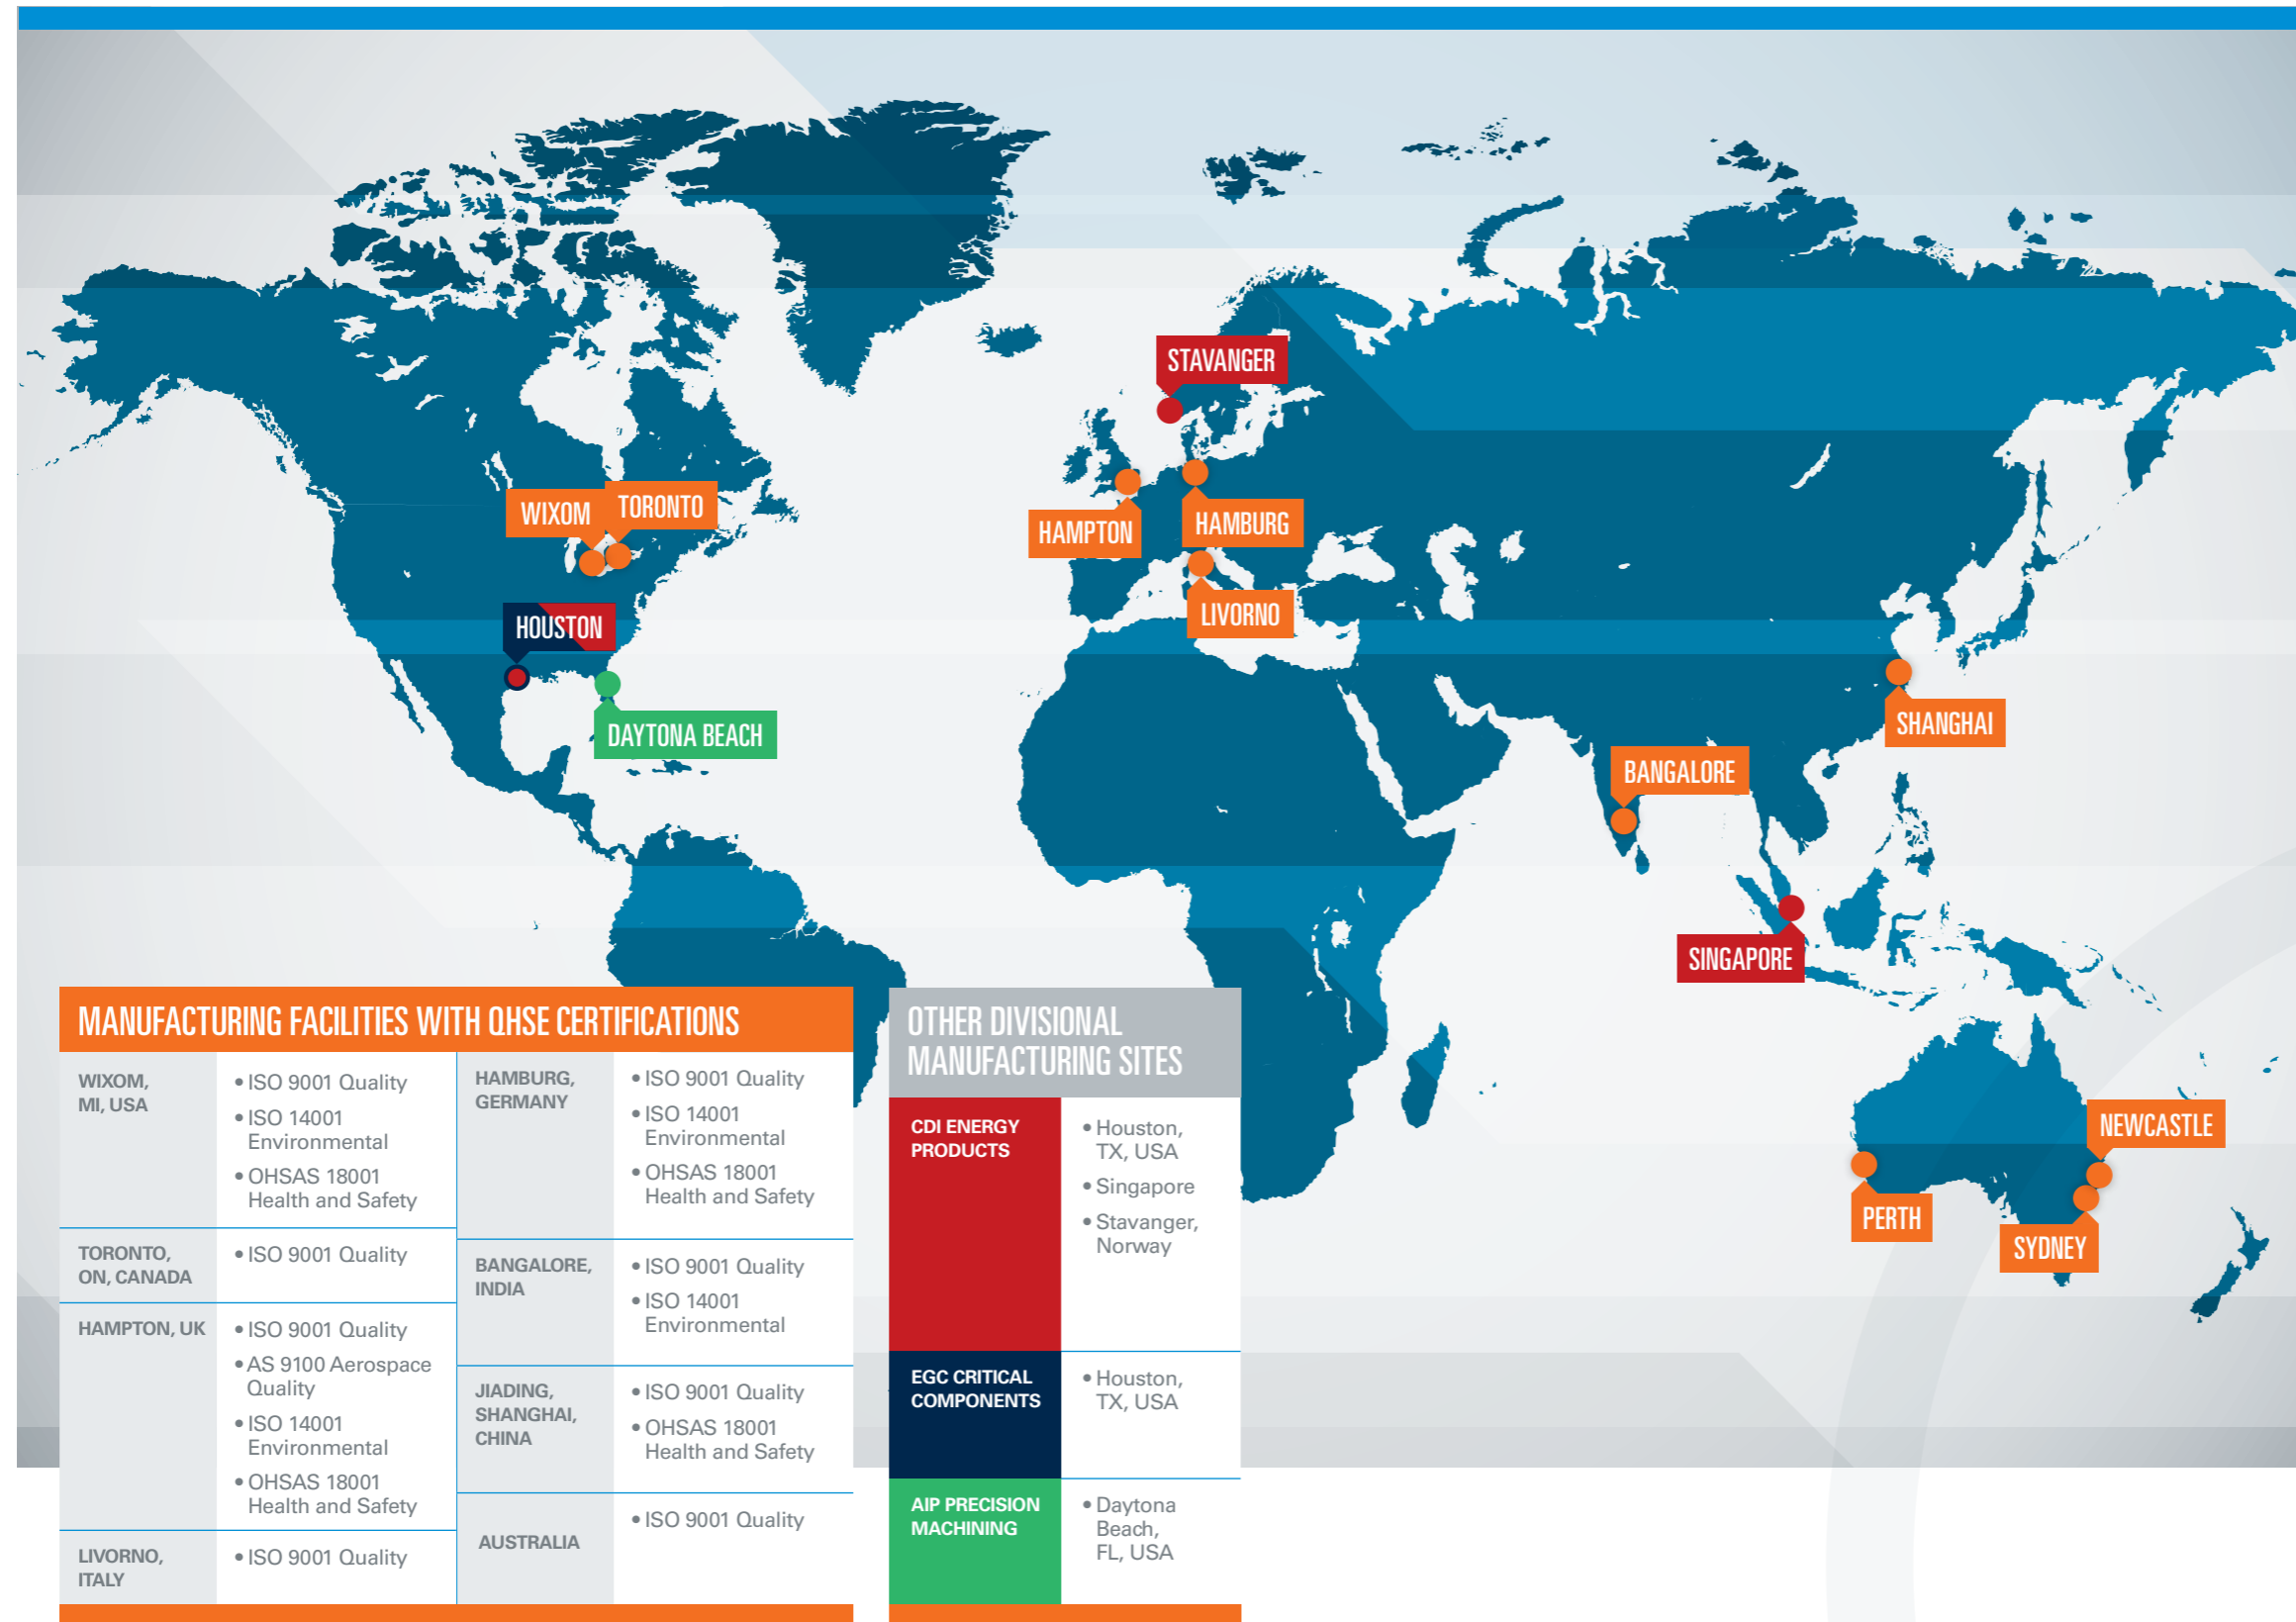 STAVANGER
WIXOM
TORONTO
HAMPTON
HAMBURG
LIVORNO
HOUSTON
DAYTONA BEACH
SHANGHAI
BANGALORE
SINGAPORE
NEWCASTLE
PERTH
SYDNEY
MANUFACTURING FACILITIES WITH QHSE CERTIFICATIONS
WIXOM,
MI, USA
• ISO 9001 Quality
• ISO 14001
Environmental
• OHSAS 18001
Health and Safety
TORONTO,
ON, CANADA
• ISO 9001 Quality
HAMPTON, UK
• ISO 9001 Quality
• AS 9100 Aerospace
Quality
• ISO 14001
Environmental
• OHSAS 18001
Health and Safety
LIVORNO,
ITALY
• ISO 9001 Quality
HAMBURG,
GERMANY
• ISO 9001 Quality
• ISO 14001
Environmental
• OHSAS 18001
Health and Safety
BANGALORE,
INDIA
• ISO 9001 Quality
• ISO 14001
Environmental
JIADING,
SHANGHAI,
CHINA
• ISO 9001 Quality
• OHSAS 18001
Health and Safety
AUSTRALIA
• ISO 9001 Quality
OTHER DIVISIONAL
MANUFACTURING SITES
CDI ENERGY
PRODUCTS
• Houston,
TX, USA
• Singapore
• Stavanger,
Norway
EGC CRITICAL
COMPONENTS
• Houston,
TX, USA
AIP PRECISION
MACHINING
• Daytona
Beach,
FL, USA